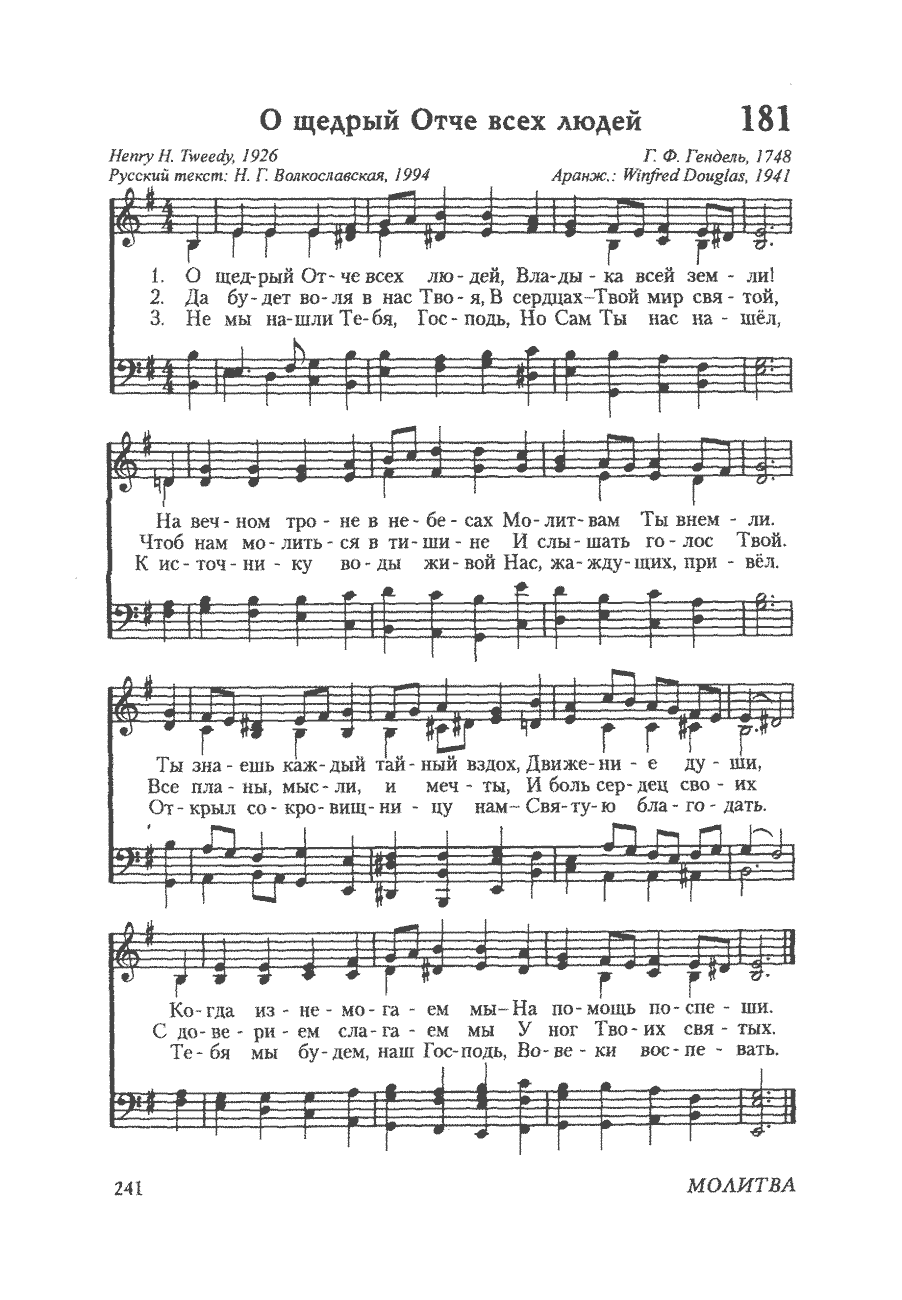 О щедрый Отче всех людей 181
Henry H. Tweedy, 1926 Г. Ф. Гендель, 1748
Русский текст: Н. Г. Волкославская, 1994 Аранж.: Winfred Douglas, 1941
1. О щед-рый От-че всех лю-дей, Вла-ды-ка всей зем-ли!
2. Да бу-дет во-ля в нас Тво-я, В сердцах–Твой мир свя-той,
3. Не мы на-шли Те-бя, Гос-подь, Но Сам Ты нас на-шёл,
На веч-ном тро-не в не-бе-сах Мо-лит-вам Ты внем-ли.
Чтоб нам мо-лить-ся в ти-ши-не И слы-шать го-лос Твой.
К ис-точ-ни-ку во-ды жи-вой Нас, жа-жду-щих, при-вёл.
Ты зна-ешь каж-дый тай-ный вздох, Движе-ни-е ду-ши,
Все пла-ны, мыс-ли, и меч-ты, И боль сер-дец сво-их
От-крыл со-кро-вищ-ни-цу нам– Свя-ту-ю бла-го-дать.
Ко-гда из-не-мо-га-ем мы–На по-мощь по-спе-ши.
С до-ве-ри-ем сла-га-ем мы У ног Тво-их свя-тых.
Те-бя мы бу-дем, наш Гос-подь, Во-ве-ки вос-пе-вать.
241 МОЛИТВА